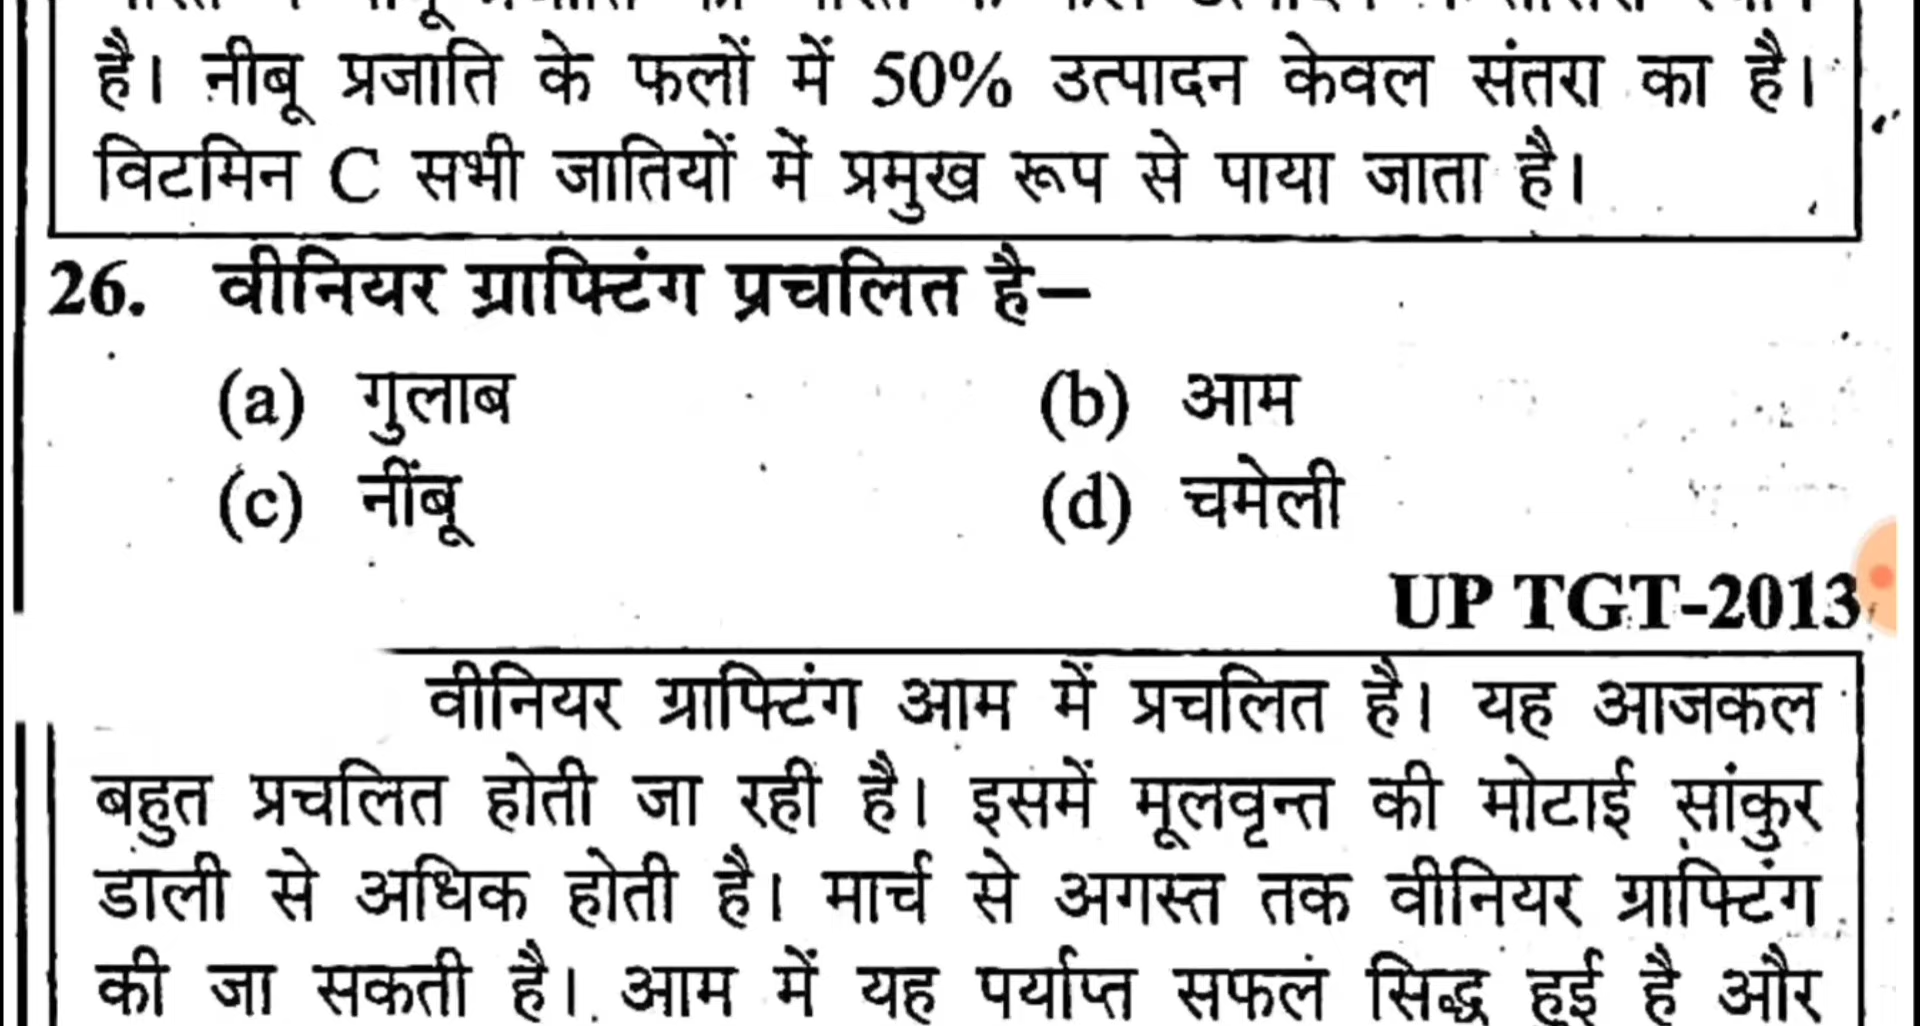 है। नीबू प्रजाति के फलों में 50% उत्पादन केवल संतरा का है।
विटमिन C सभी जातियों में प्रमुख रूप से पाया जाता है।
26. वीनियर ग्राफ्टिंग प्रचलित है–
(a) गुलाब (b) आम
(c) नींबू (d) चमेली
UP TGT-2013
वीनियर ग्राफ्टिंग आम में प्रचलित है। यह आजकल
बहुत प्रचलित होती जा रही है। इसमें मूलवृन्त की मोटाई सांकुर
डाली से अधिक होती है। मार्च से अगस्त तक वीनियर ग्राफ्टिंग
की जा सकती है। आम में यह पर्याप्त सफल सिद्ध हुई है और